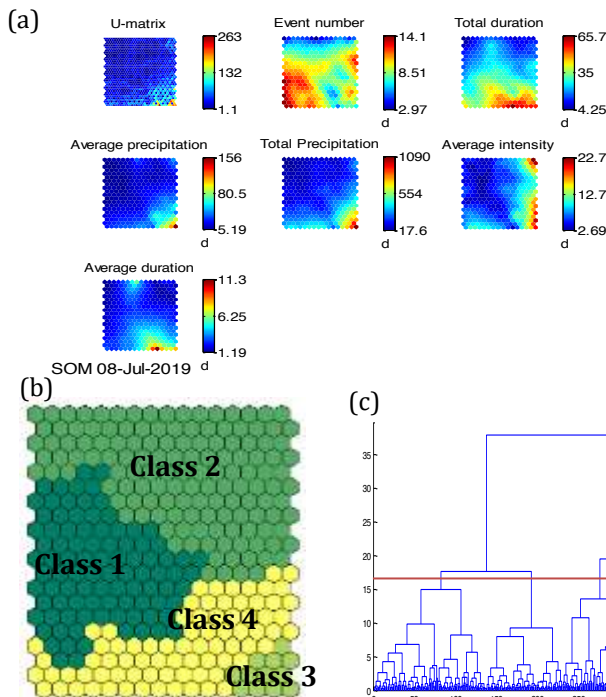 (a)
U-matrix
263
132
1.1
Event number
14.1
8.51
2.97
d
Total duration
65.7
35
4.25
d
Average precipitation
156
80.5
5.19
d
Total Precipitation
1090
554
17.6
d
Average intensity
22.7
12.7
2.69
d
Average duration
11.3
6.25
1.19
d
SOM 08-Jul-2019
(b)
Class 2
Class 1
Class 4
Class 3
(c)
35
30
25
20
15
10
5
0